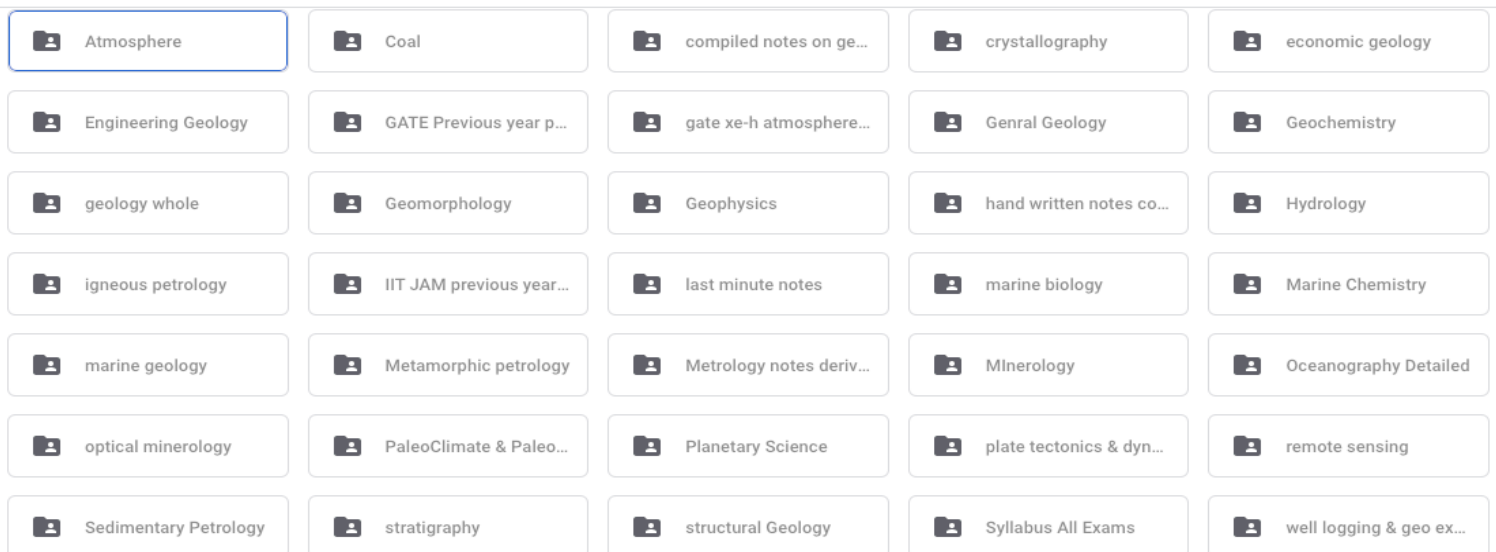 Atmosphere
Coal
compiled notes on ge...
crystallography
economic geology
Engineering Geology
GATE Previous year p...
gate xe-h atmosphere...
Genral Geology
Geochemistry
geology whole
Geomorphology
Geophysics
hand written notes co...
Hydrology
igneous petrology
IIT JAM previous year...
last minute notes
marine biology
Marine Chemistry
marine geology
Metamorphic petrology
Metrology notes deriv...
MInerology
Oceanography Detailed
optical minerology
PaleoClimate & Paleo...
Planetary Science
plate tectonics & dyn...
remote sensing
Sedimentary Petrology
stratigraphy
structural Geology
Syllabus All Exams
well logging & geo ex...